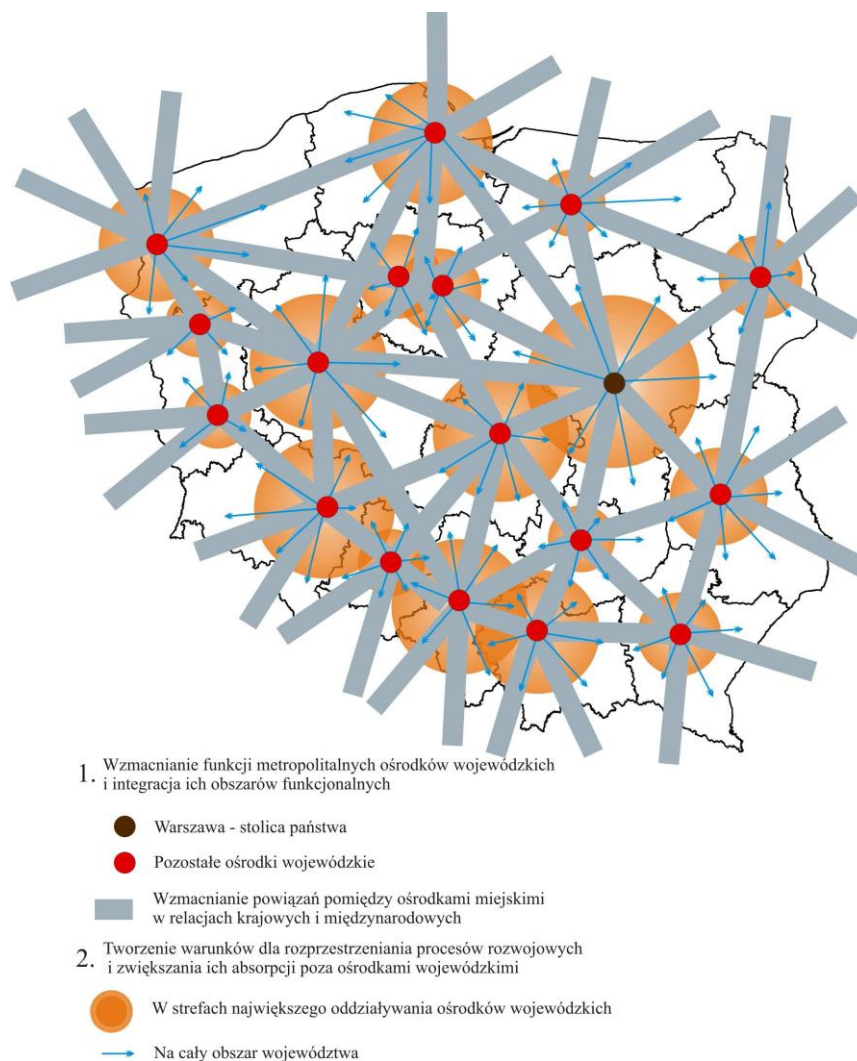 1. Wzmacnianie funkcji metropolitalnych ośrodków wojewódzkich
i integracja ich obszarów funkcjonalnych
Warszawa - stolica państwa
Pozostałe ośrodki wojewódzkie
Wzmacnianie powiązań pomiędzy ośrodkami miejskimi
w relacjach krajowych i międzynarodowych
2. Tworzenie warunków dla rozprzestrzeniania procesów rozwojowych
i zwiększania ich absorpcji poza ośrodkami wojewódzkimi
W strefach największego oddziaływania ośrodków wojewódzkich
Na cały obszar województwa